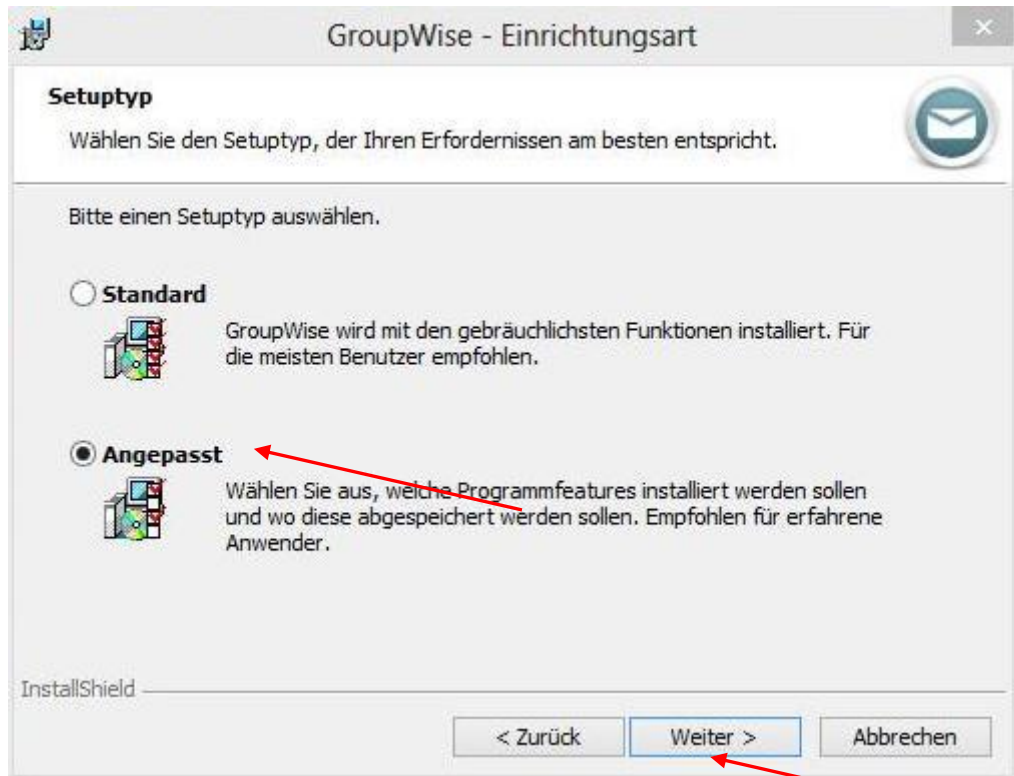 GroupWise - Einrichtungsart
Setuptyp
Wählen Sie den Setuptyp, der Ihren Erfordernissen am besten entspricht.
Bitte einen Setuptyp auswählen.
Standard
GroupWise wird mit den gebräuchlichsten Funktionen installiert. Für
die meisten Benutzer empfohlen.
Angepasst
Wählen Sie aus, welche Programmfeatures installiert werden sollen
und wo diese abgespeichert werden sollen. Empfohlen für erfahrene
Anwender.
InstallShield
< Zurück Weiter > Abbrechen